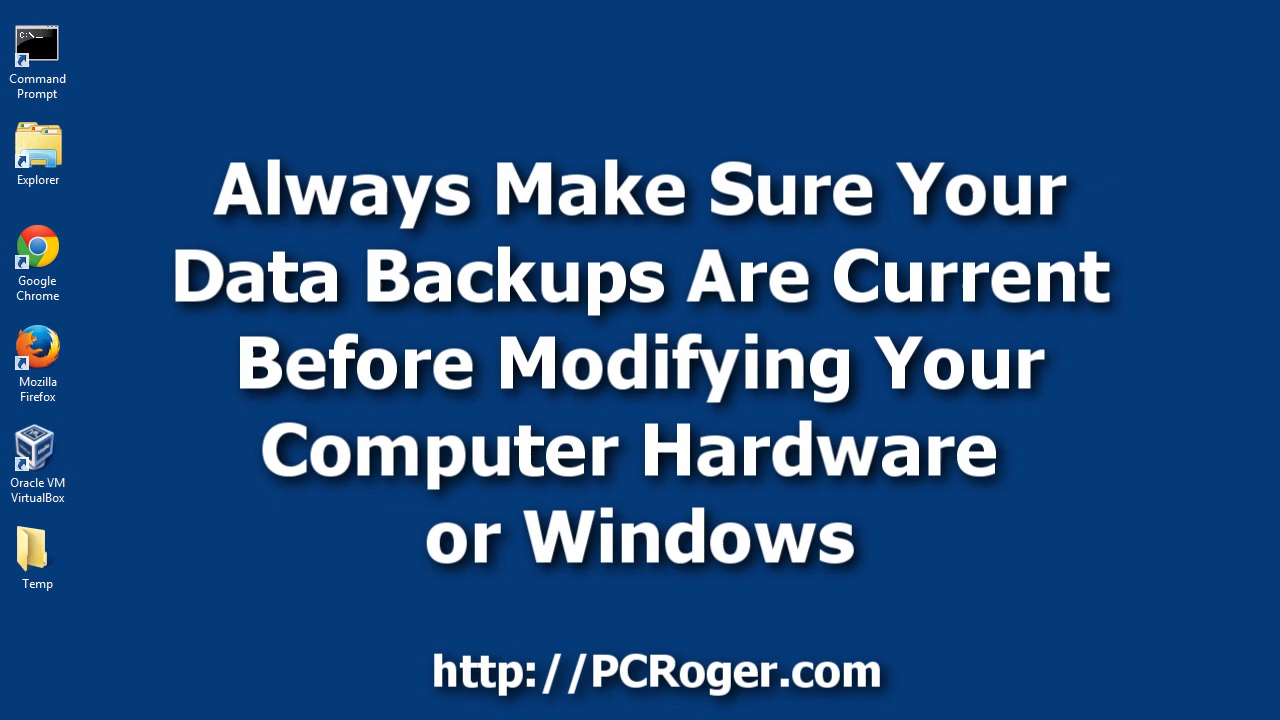 Command
Prompt
Explorer
Google
Chrome
Mozilla
Firefox
Oracle VM
VirtualBox
Temp
Always Make Sure Your
Data Backups Are Current
Before Modifying Your
Computer Hardware
or Windows
http://PCRoger.com